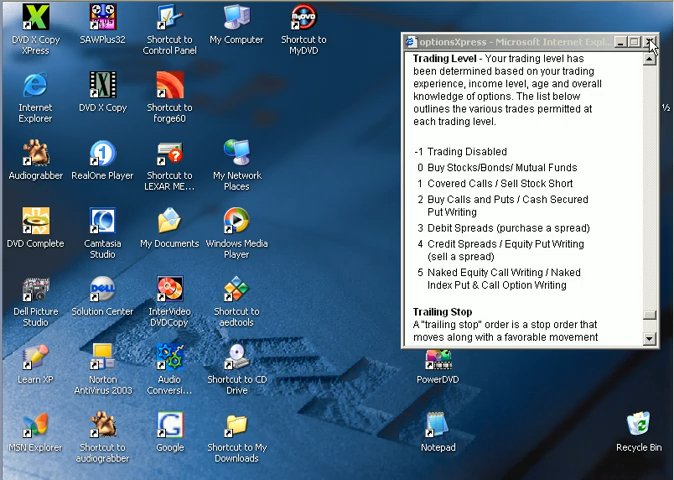 DVD X Copy
XPress
SAWPlus32
Shortcut to
Control Panel
My Computer
Shortcut to
MyDVD
Internet
Explorer
DVD X Copy
Shortcut to
forge60
Audiograbber
RealOne Player
Shortcut to
LEXAR ME...
My Network
Places
DVD Complete
Camtasia
Studio
My Documents
Windows Media
Player
Dell Picture
Studio
Solution Center
InterVideo
DVDCopy
Shortcut to
aedtools
Learn XP
Norton
AntiVirus 2003
Audio
Conversi...
Shortcut to CD
Drive
PowerDVD
MSN Explorer
Shortcut to
audiograbber
Google
Shortcut to My
Downloads
Notepad
Recycle Bin
optionsXpress - Microsoft Internet Expl...
Trading Level - Your trading level has
been determined based on your trading
experience, income level, age and overall
knowledge of options. The list below
outlines the various trades permitted at
each trading level.
-1 Trading Disabled
0 Buy Stocks/Bonds/ Mutual Funds
1 Covered Calls / Sell Stock Short
2 Buy Calls and Puts / Cash Secured
Put Writing
3 Debit Spreads (purchase a spread)
4 Credit Spreads / Equity Put Writing
(sell a spread)
5 Naked Equity Call Writing / Naked
Index Put & Call Option Writing
Trailing Stop
A "trailing stop" order is a stop order that
moves along with a favorable movement
½